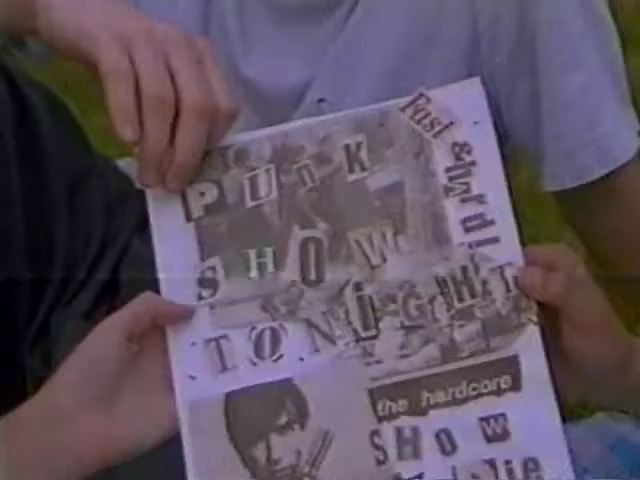 PUnK
Fast & Hard!
SHOW
TONiGHT
the hardcore
SHOW